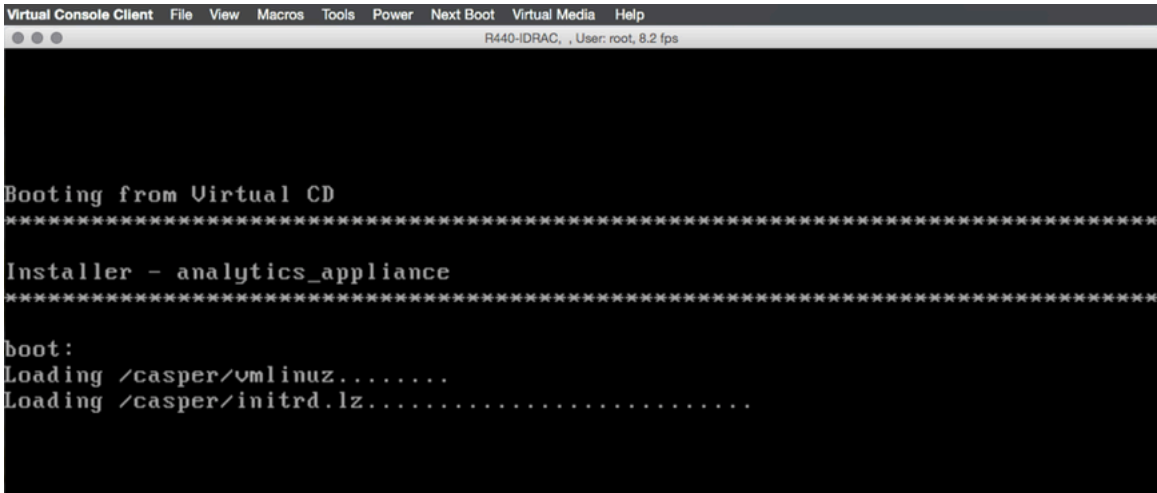 Virtual Console Client File View Macros Tools Power Next Boot Virtual Media Help
R440-IDRAC, , User: root, 8.2 fps
Booting from Virtual CD
********************************************************************************
Installer - analytics_appliance
********************************************************************************
boot:
Loading /casper/vmlinuz........
Loading /casper/initrd.lz...........................